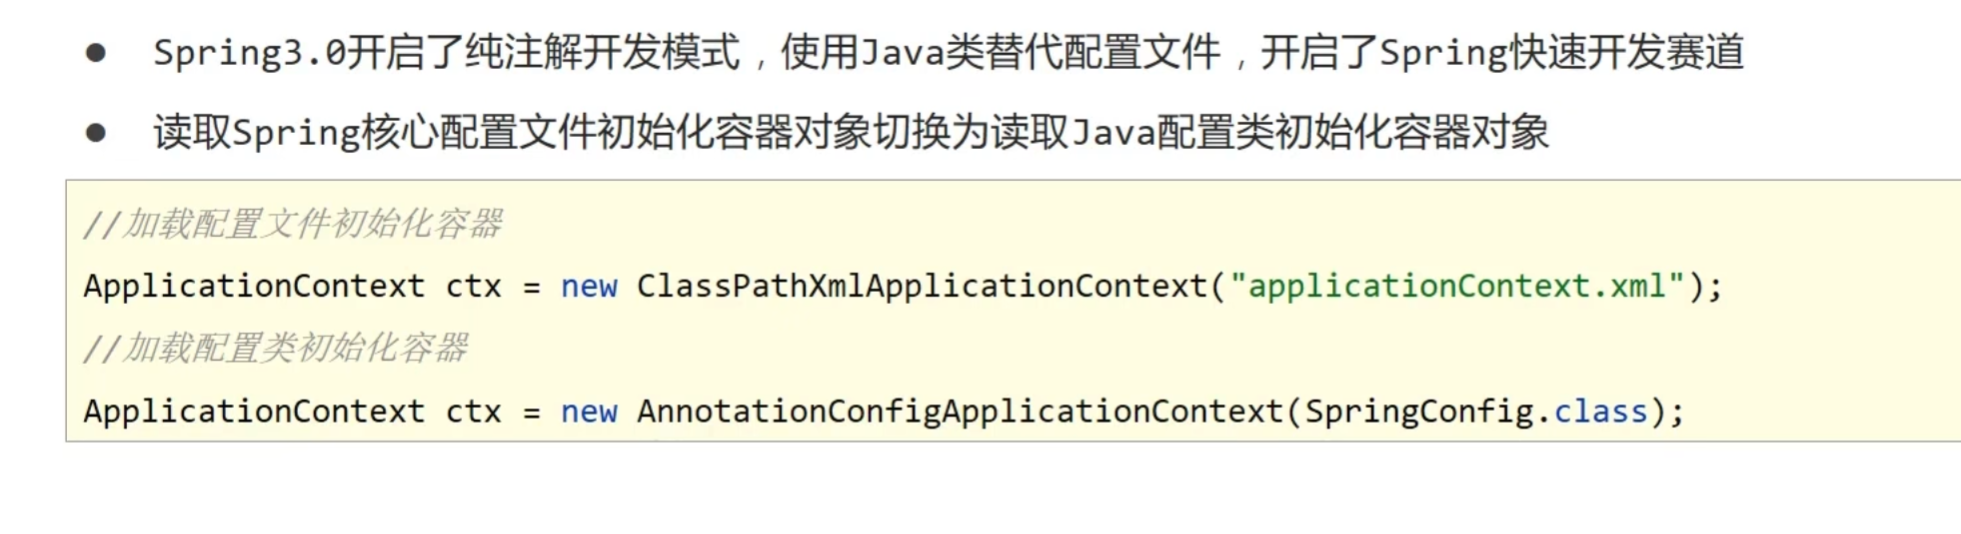 ● Spring3.0开启了纯注解开发模式，使用Java类替代配置文件，开启了Spring快速开发赛道
● 读取Spring核心配置文件初始化容器对象切换为读取Java配置类初始化容器对象
//加载配置文件初始化容器
ApplicationContext ctx = new ClassPathXmlApplicationContext("applicationContext.xml");
//加载配置类初始化容器
ApplicationContext ctx = new AnnotationConfigApplicationContext(SpringConfig.class);